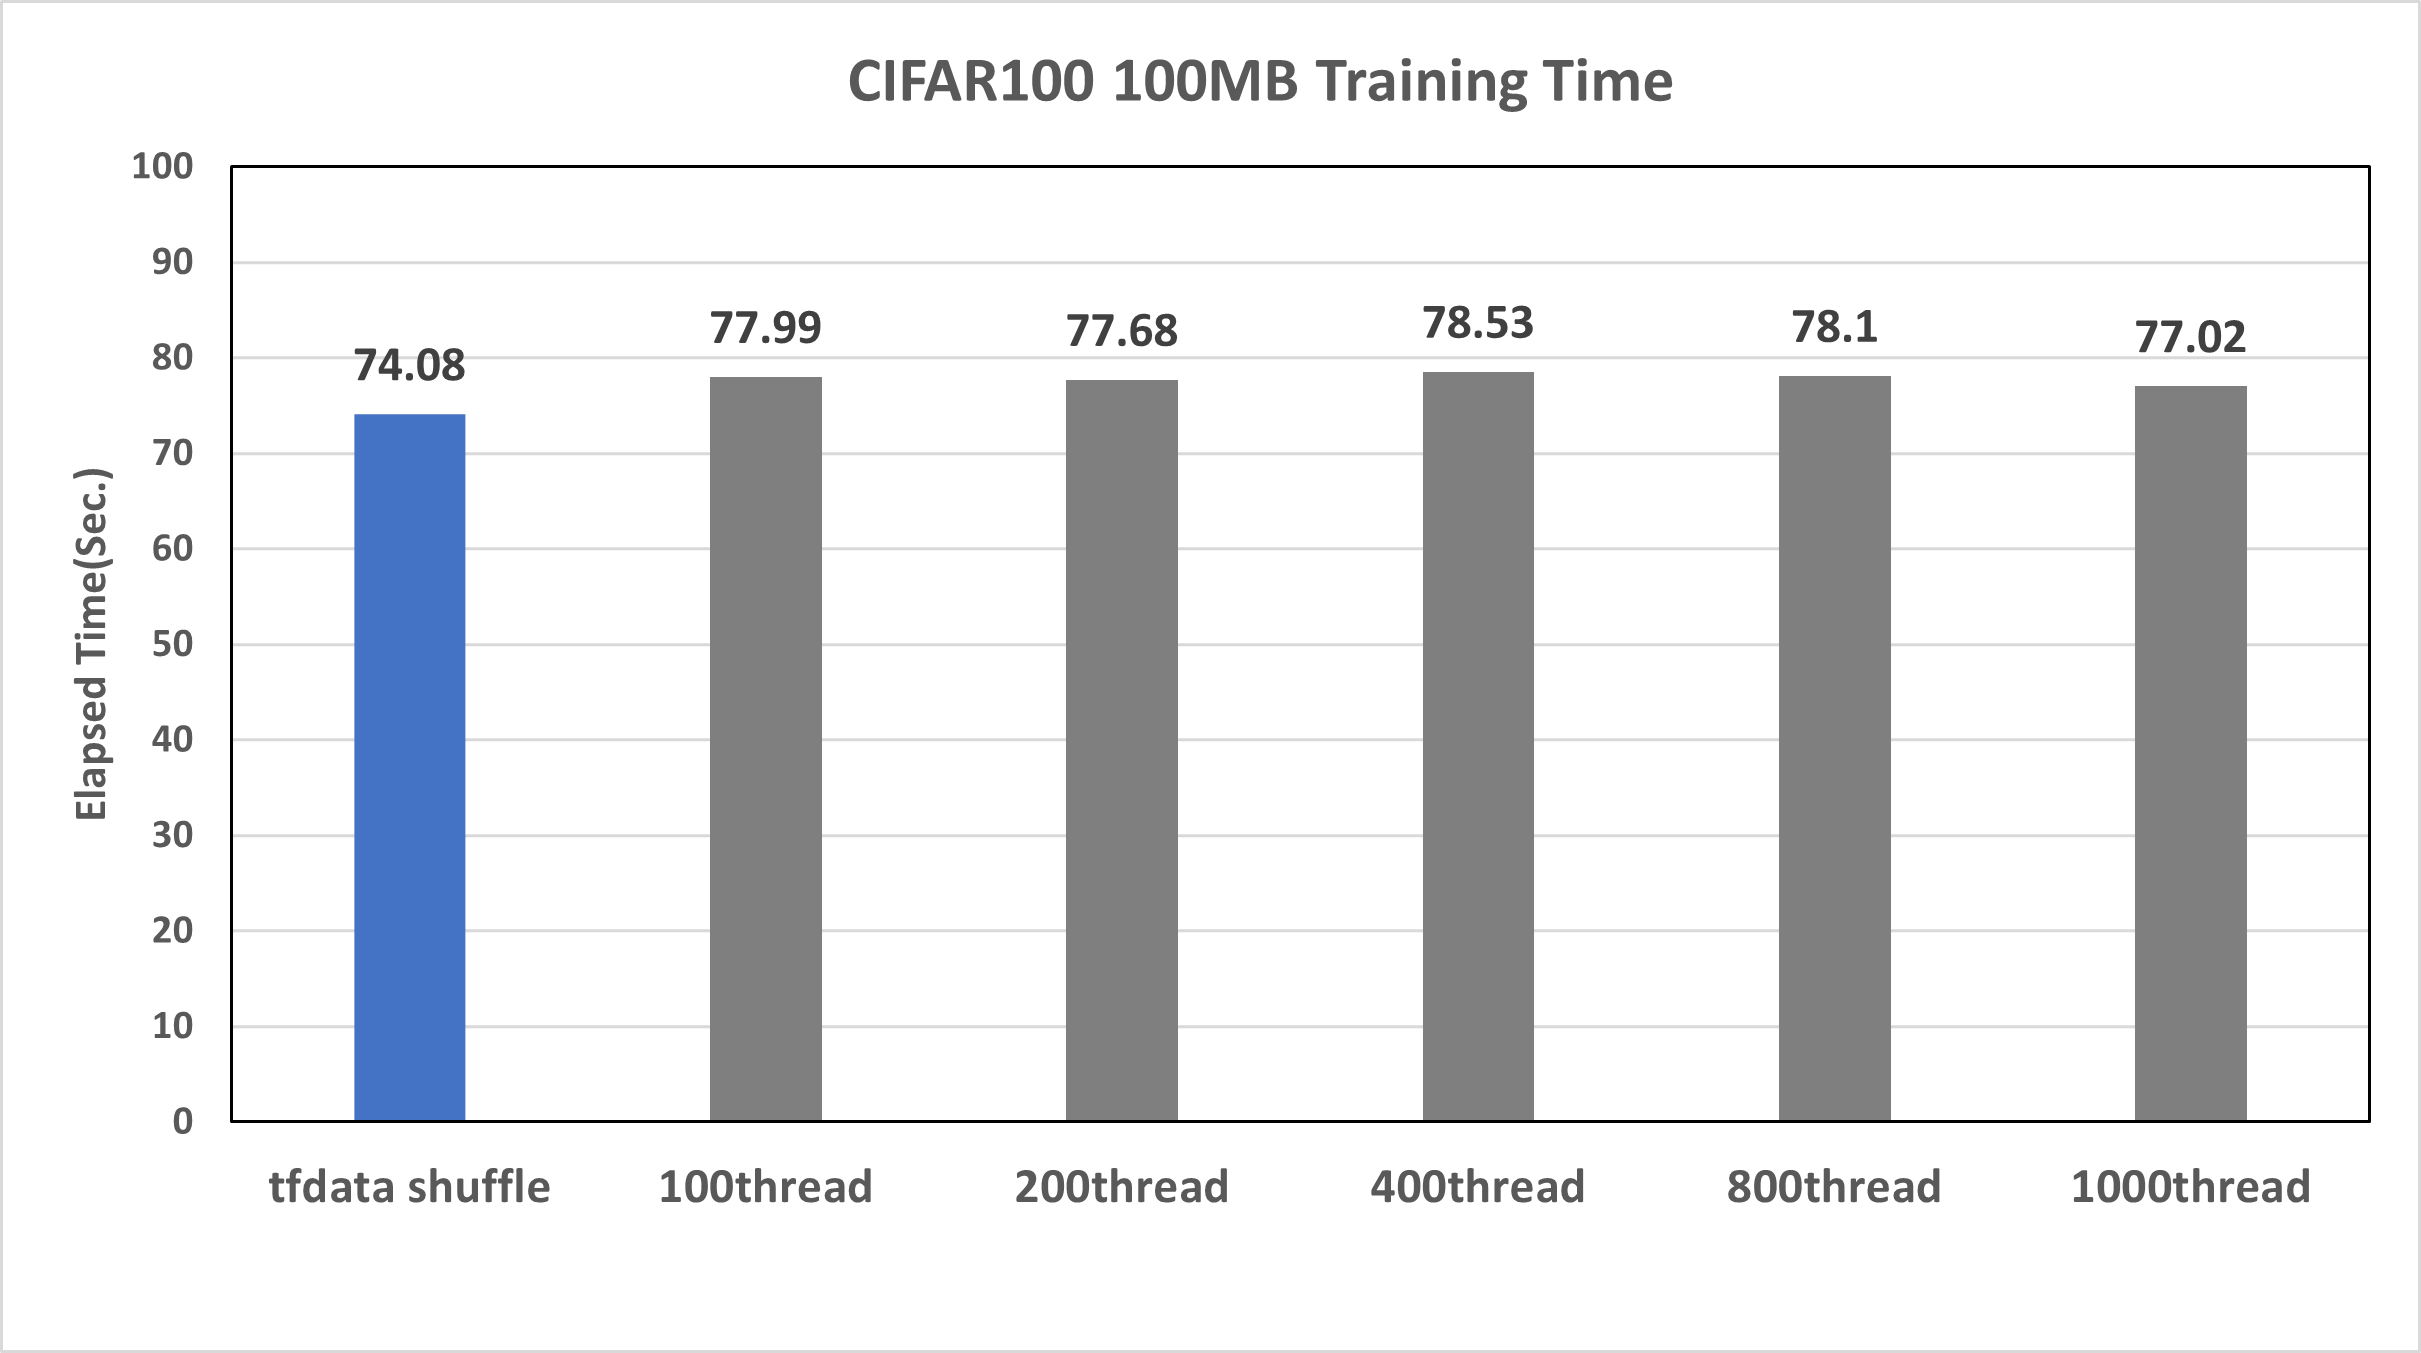 CIFAR100 100MB Training Time
Elapsed Time(Sec.)
100
90
80
70
60
50
40
30
20
10
0
74.08
77.99
77.68
78.53
78.1
77.02
tfdata shuffle
100thread
200thread
400thread
800thread
1000thread